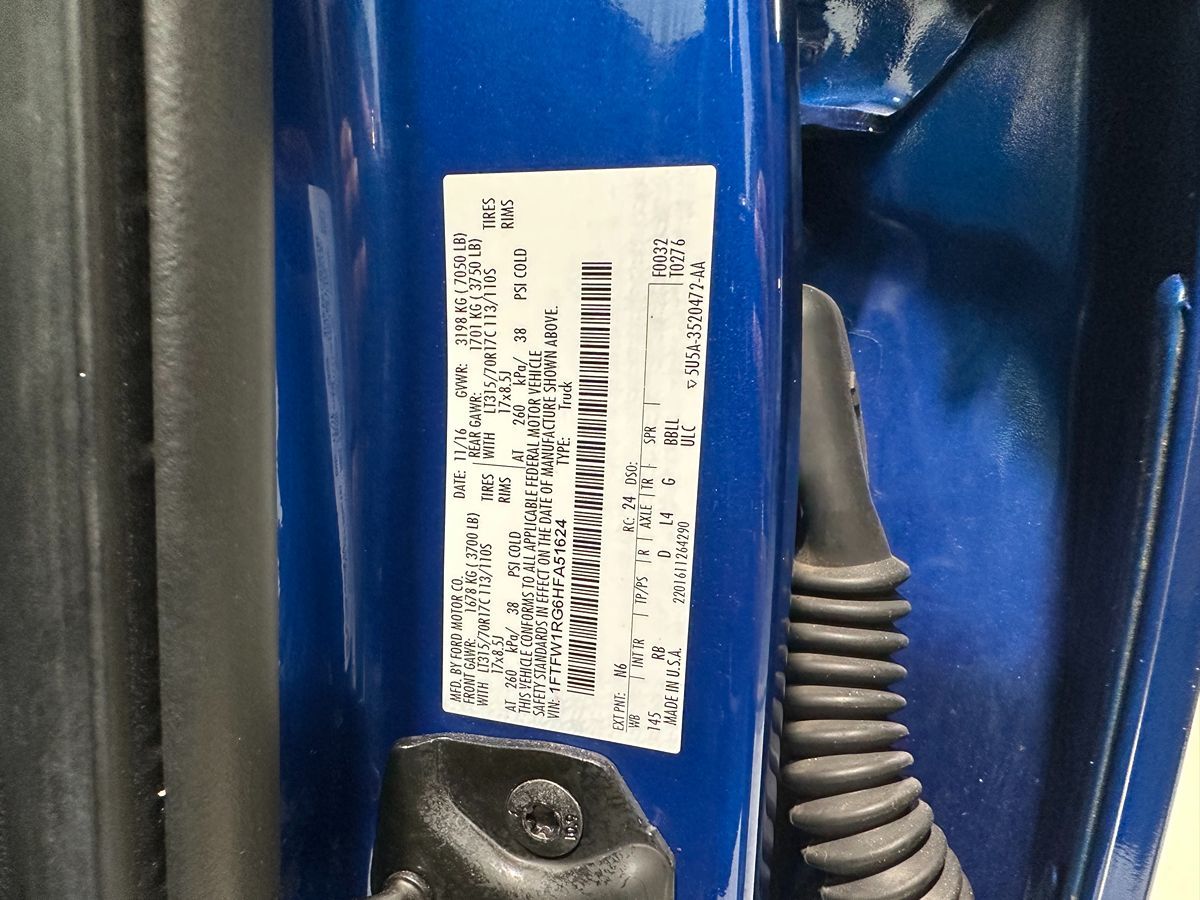 MFD. BY FORD MOTOR CO.
DATE: 11/16 GVWR: 3198 KG ( 7050 LB)
FRONT GAWR: 1678 KG ( 3700 LB)
REAR GAWR: 1701 KG ( 3750 LB)
WITH LT315/70R17C 113/110S TIRES
WITH LT315/70R17C 113/110S TIRES
17x8.5J RIMS
17x8.5J RIMS
AT 260 kPa/ 38 PSI COLD
AT 260 kPa/ 38 PSI COLD
THIS VEHICLE CONFORMS TO ALL APPLICABLE FEDERAL MOTOR VEHICLE
SAFETY STANDARDS IN EFFECT ON THE DATE OF MANUFACTURE SHOWN ABOVE.
VIN: 1FTFW1RG6HFA51624 TYPE: Truck
EXT PNT: N6 RC: 24 DSO: F0032
WB INT TR TP/PS R AXLE TR SPR T0276
145 RB D L4 G BBLL
MADE IN U.S.A. 2201611264290 ULC 5U5A-3520472-AA
10.9